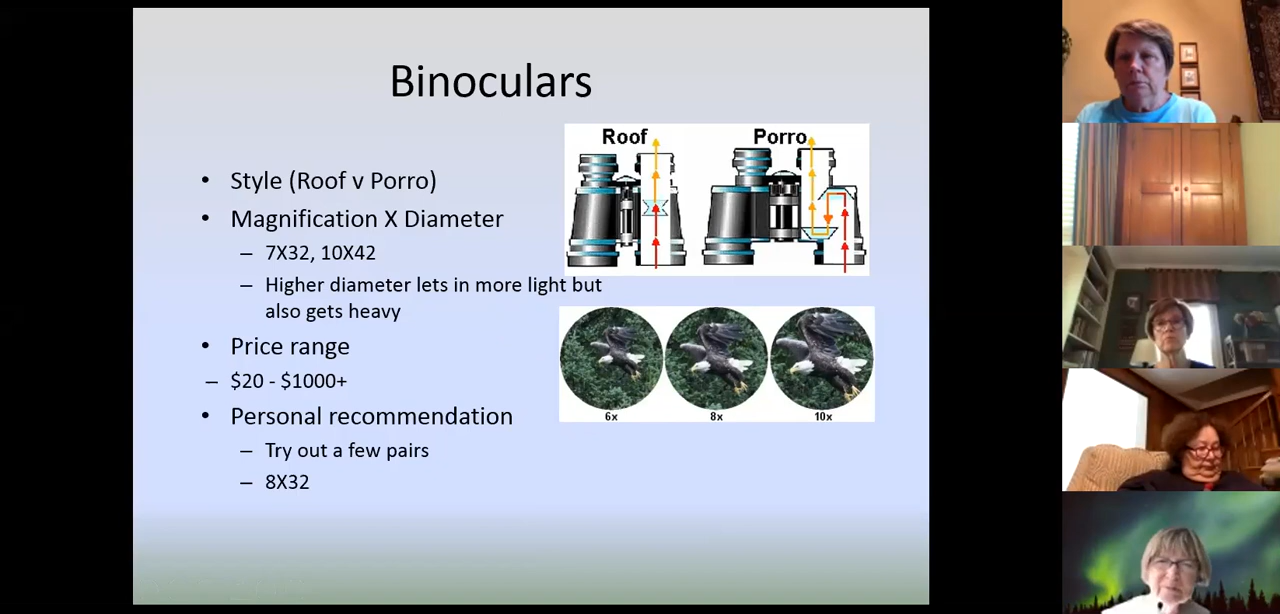 Binoculars
• Style (Roof v Porro)
• Magnification X Diameter
– 7X32, 10X42
– Higher diameter lets in more light but
also gets heavy
• Price range
– $20 - $1000+
• Personal recommendation
– Try out a few pairs
– 8X32
Roof Porro
6x 8x 10x